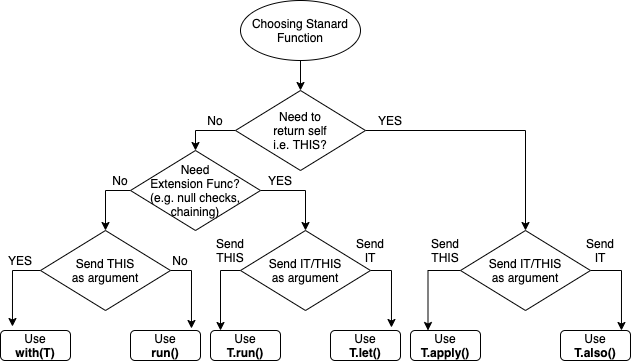 Choosing Stanard
Function
Need to
return self
i.e. THIS?
No
YES
Need
Extension Func?
(e.g. null checks,
chaining)
No
YES
Send THIS
as argument
YES
No
Send IT/THIS
as argument
Send
THIS
Send
IT
Send IT/THIS
as argument
Send
THIS
Send
IT
Use
with(T)
Use
run()
Use
T.run()
Use
T.let()
Use
T.apply()
Use
T.also()